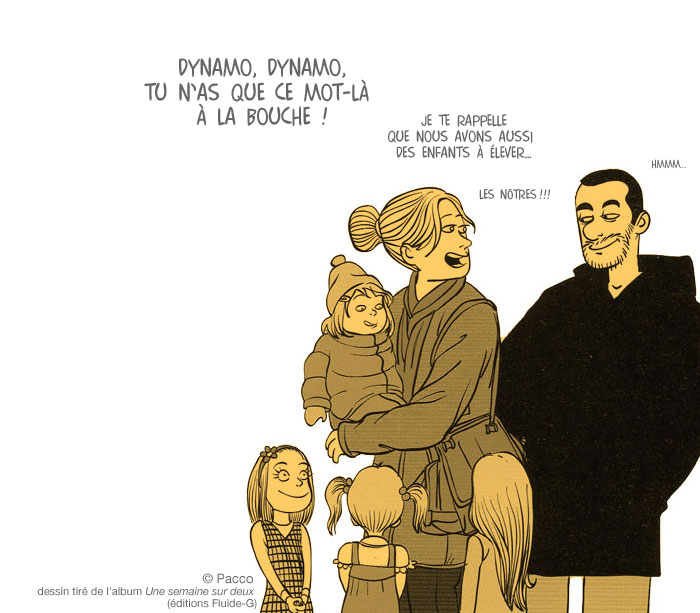 DYNAMO, DYNAMO,
TU N'AS QUE CE MOT-LÀ
À LA BOUCHE !
JE TE RAPPELLE
QUE NOUS AVONS AUSSI
DES ENFANTS À ÉLEVER...
LES NÔTRES !!!
HMMM...
© Pacco
dessin tiré de l'album Une semaine sur deux
(éditions Fluide-G)